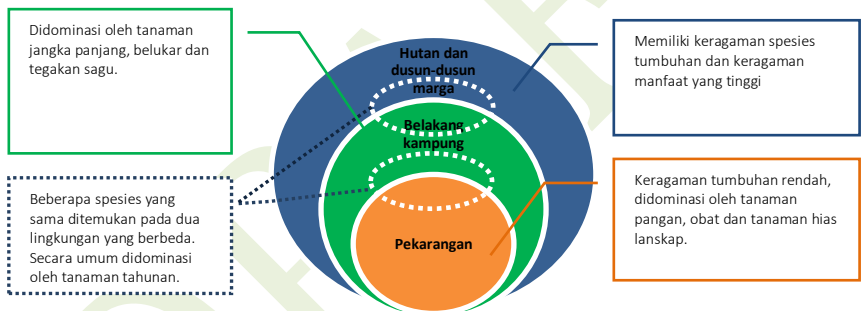 Didominasi oleh tanaman
jangka panjang, belukar dan
tegakan sagu.
Beberapa spesies yang
sama ditemukan pada dua
lingkungan yang berbeda.
Secara umum didominasi
oleh tanaman tahunan.
Hutan dan
dusun-dusun
marga
Belakang
kampung
Pekarangan
Memiliki keragaman spesies
tumbuhan dan keragaman
manfaat yang tinggi
Keragaman tumbuhan rendah,
didominasi oleh tanaman
pangan, obat dan tanaman hias
lanskap.